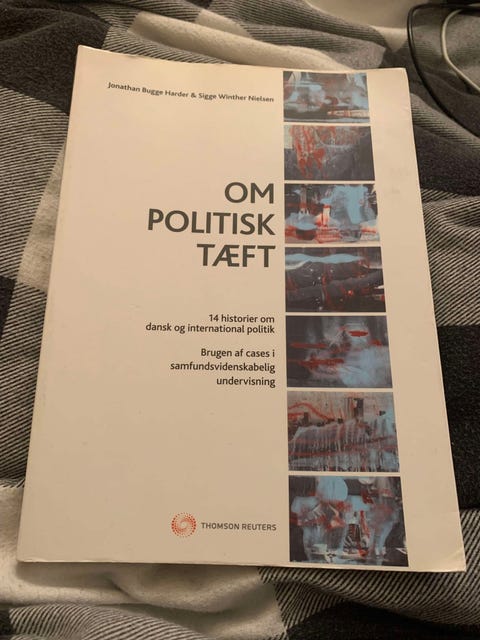 Jonathan Bugge Harder & Sigge Winther Nielsen
OM
POLITISK
TÆFT
14 historier om
dansk og international politik
Brugen af cases i
samfundsvidenskabelig
undervisning
THOMSON REUTERS